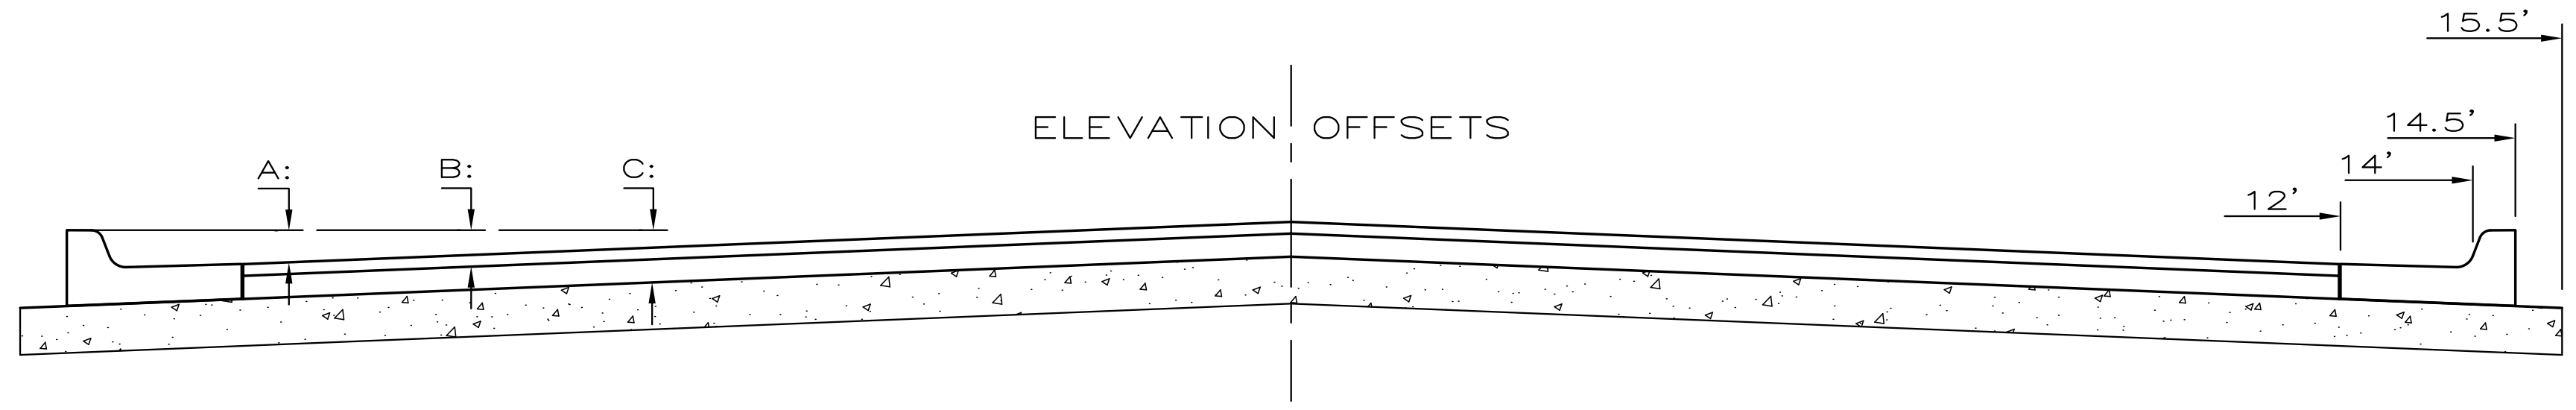 15.5'
ELEVATION OFFSETS
14.5'
A: B: C:
14'
12'